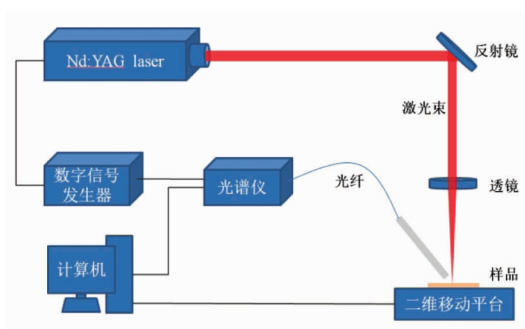 Nd:YAG laser
反射镜
激光束
数字信号
发生器
光谱仪
光纤
透镜
计算机
样品
二维移动平台